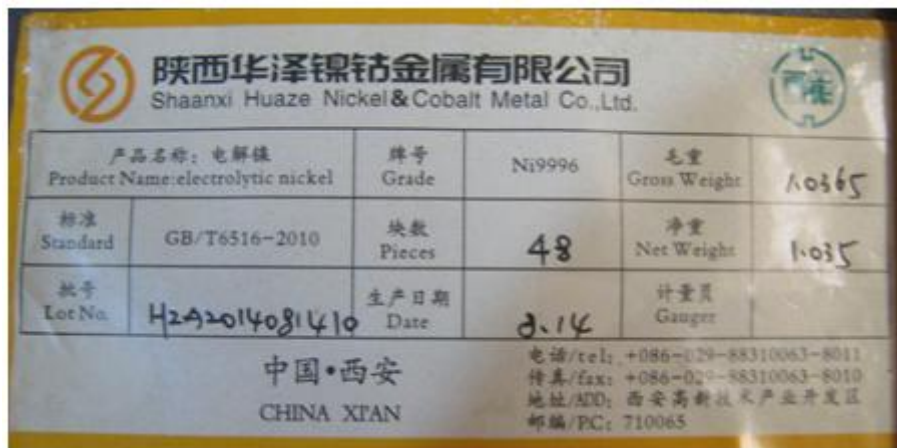 陕西华泽镍钴金属有限公司
Shaanxi Huaze Nickel&Cobalt Metal Co.,Ltd.
产品名称：电解镍 牌号 Ni9996 毛重 1.0365
Product Name:electrolytic nickel Grade Gross Weight
标准 GB/T6516-2010 块数 48 净重 1.035
Standard Pieces Net Weight
批号 生产日期 8.14 计量员
Lot No. HZA2014081410 Date Gauger
中国·西安
CHINA XI'AN
电话/tel: +086-029-88310063-8011
传真/fax: +086-029-88310063-8010
地址/ADD: 西安高新技术产业开发区
邮编/P.C: 710065